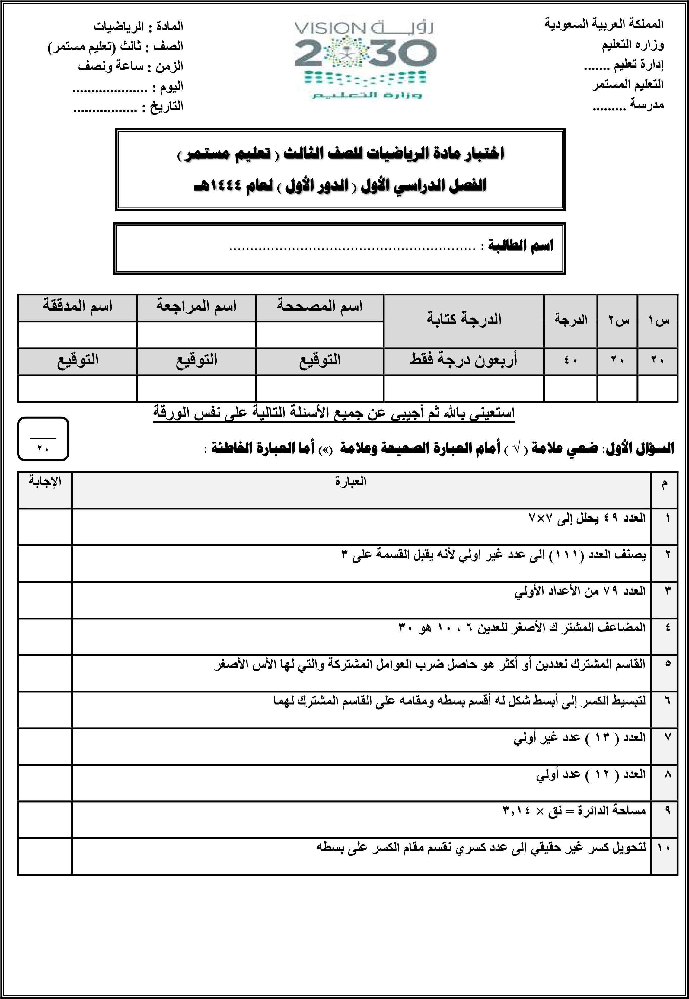 المملكة العربية السعودية
وزاره التعليم
إدارة تعليم .......
التعليم المستمر
مدرسة .........
VISION رؤيـــة
2030
وزارة التعليم
المادة : الرياضيات
الصف : ثالث (تعليم مستمر)
الزمن : ساعة ونصف
اليوم : ....................
التاريخ : .................
اختبار مادة الرياضيات للصف الثالث ( تعليم مستمر )
الفصل الدراسي الأول ( الدور الأول ) لعام ١٤٤٤هـ
اسم الطالبة : ............................................................
س١ س٢ الدرجة الدرجة كتابة اسم المصححة اسم المراجعة اسم المدققة
٢٠ ٢٠ ٤٠ أربعون درجة فقط التوقيع التوقيع التوقيع
استعيني بالله ثم أجيبي عن جميع الأسئلة التالية على نفس الورقة
٢٠
السؤال الأول: ضعي علامة ( √ ) أمام العبارة الصحيحة وعلامة (») أما العبارة الخاطئة :
م العبارة الإجابة
١ العدد ٤٩ يحلل إلى ٧×٧
٢ يصنف العدد (١١١) الى عدد غير اولي لأنه يقبل القسمة على ٣
٣ العدد ٧٩ من الأعداد الأولي
٤ المضاعف المشتر ك الأصغر للعدين ٦ ، ١٠ هو ٣٠
٥ القاسم المشترك لعددين أو أكثر هو حاصل ضرب العوامل المشتركة والتي لها الأس الأصغر
٦ لتبسيط الكسر إلى أبسط شكل له أقسم بسطه ومقامه على القاسم المشترك لهما
٧ العدد ( ١٣ ) عدد غير أولي
٨ العدد ( ١٢ ) عدد أولي
٩ مساحة الدائرة = نق × ٣,١٤
١٠ لتحويل كسر غير حقيقي إلى عدد كسري نقسم مقام الكسر على بسطه